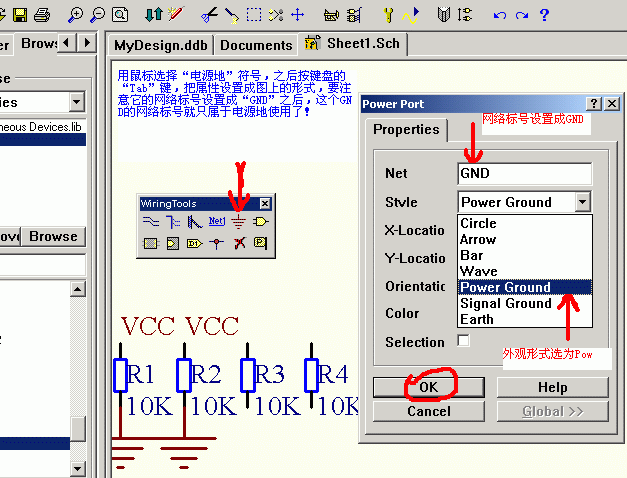 er
Brows
se
ies
neous Devices.lib
ove
Browse
MyDesign.ddb
Documents
Sheet1.Sch
用鼠标选择“电源地”符号，之后按键盘的
“Tab”键，把属性设置成图上的形式，要注
意它的网络标号设置成“GND”之后，这个GN
D的网络标号就只属于电源地使用了！
WiringTools
Net1
D1
VCC VCC
R1 R2 R3 R4
10K 10K 10K 10K
Power Port
Properties
网络标号设置成GND
Net
GND
Style
Power Ground
Circle
Arrow
Bar
Wave
Power Ground
Signal Ground
Earth
X-Locatio
Y-Locatio
Orientatic
Color
Selection
外观形式选为Pow
OK
Help
Cancel
Global >>